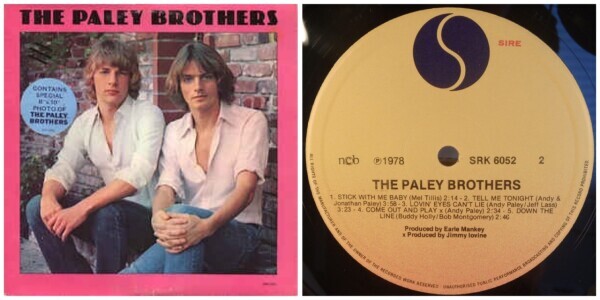 THE PALEY BROTHERS
CONTAINS
SPECIAL
8" x 10"
PHOTO OF
THE PALEY
BROTHERS
SIRE
ncb ℗1978 SRK 6052 2
THE PALEY BROTHERS
1. STICK WITH ME BABY (Mel Tillis) 2:14 - 2. TELL ME TONIGHT (Andy &
Jonathan Paley) 3:58 - 3. LOVIN' EYES CAN'T LIE (Andy Paley/Jeff Lass)
3:23 - 4. COME OUT AND PLAY x (Andy Paley) 2:34 - 5. DOWN THE
LINE (Buddy Holly/Bob Montgomery) 2:46
Produced by Earle Mankey
x Produced by Jimmy Iovine